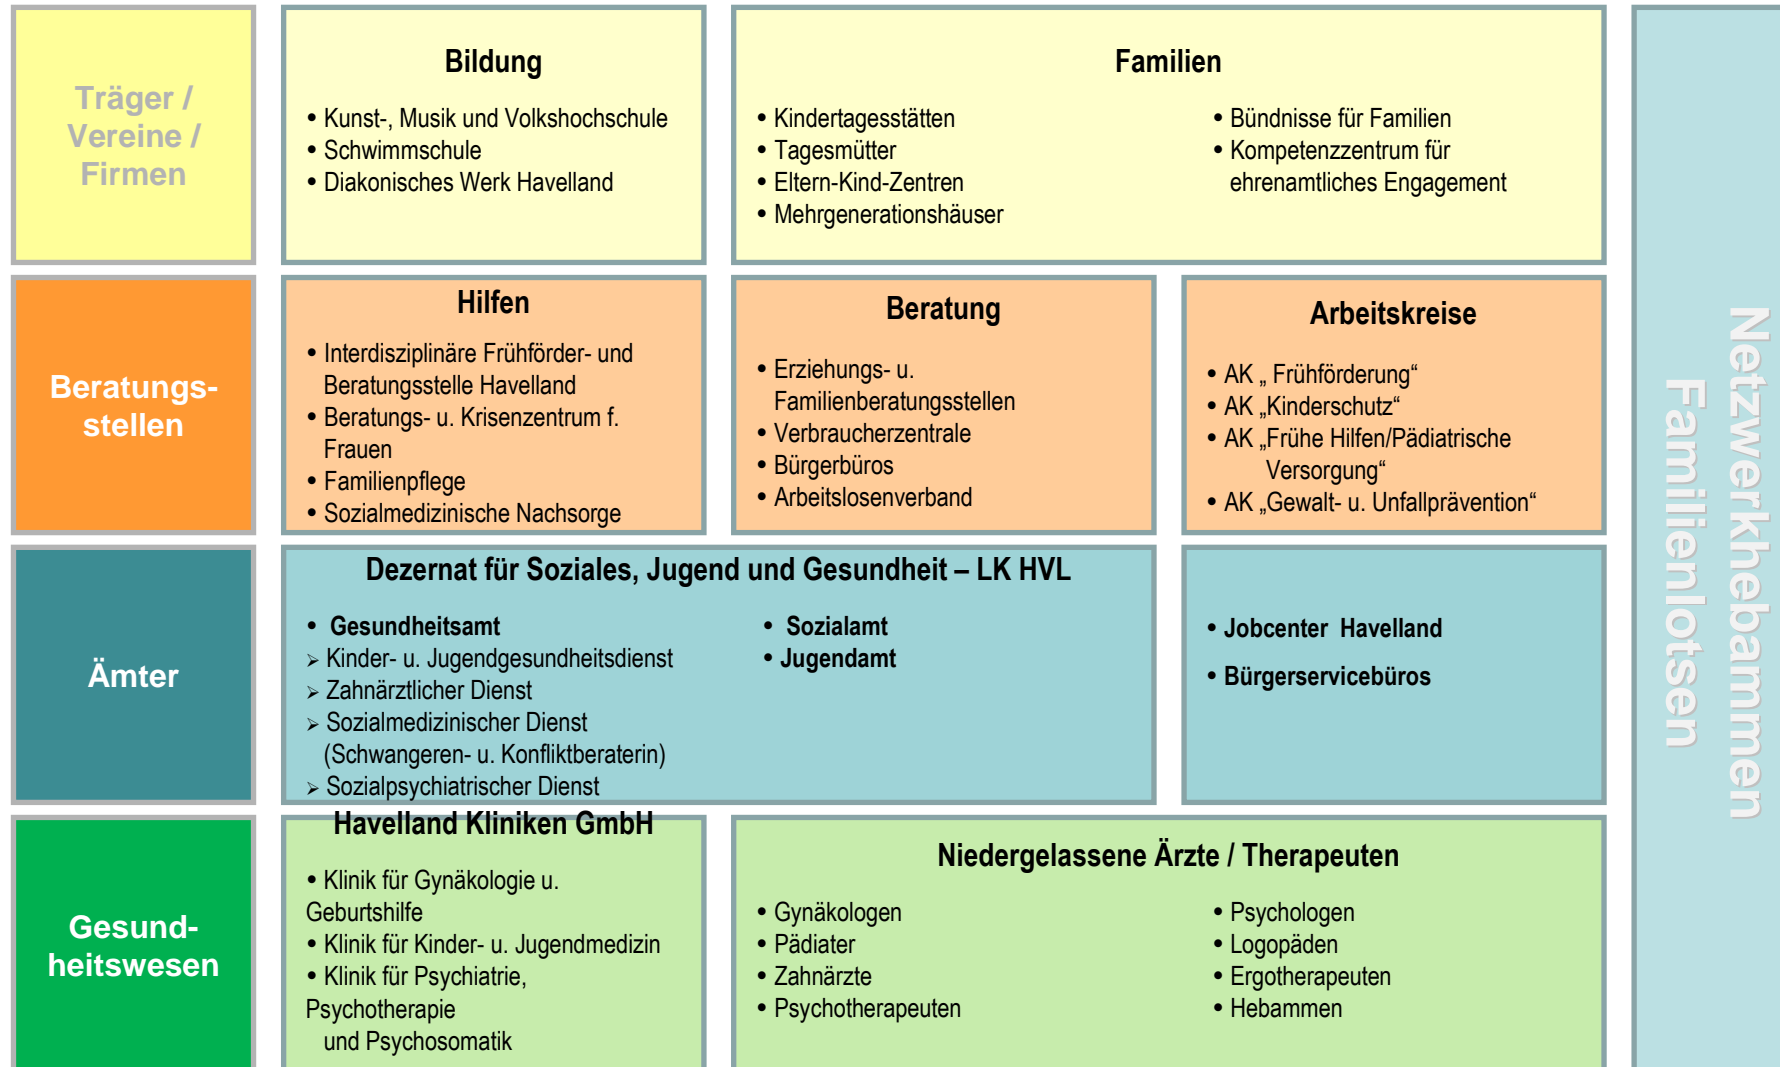 Träger /
Vereine /
Firmen
Bildung
• Kunst-, Musik und Volkshochschule
• Schwimmschule
• Diakonisches Werk Havelland
Familien
• Kindertagesstätten
• Tagesmütter
• Eltern-Kind-Zentren
• Mehrgenerationshäuser
• Bündnisse für Familien
• Kompetenzzentrum für
ehrenamtliches Engagement
Beratungs-
stellen
Hilfen
• Interdisziplinäre Frühförder- und
Beratungsstelle Havelland
• Beratungs- u. Krisenzentrum f.
Frauen
• Familienpflege
• Sozialmedizinische Nachsorge
Beratung
• Erziehungs- u.
Familienberatungsstellen
• Verbraucherzentrale
• Bürgerbüros
• Arbeitslosenverband
Arbeitskreise
• AK „ Frühförderung“
• AK „Kinderschutz“
• AK „Frühe Hilfen/Pädiatrische
Versorgung“
• AK „Gewalt- u. Unfallprävention“
Ämter
Dezernat für Soziales, Jugend und Gesundheit – LK HVL
• Gesundheitsamt
➢ Kinder- u. Jugendgesundheitsdienst
➢ Zahnärztlicher Dienst
➢ Sozialmedizinischer Dienst
(Schwangeren- u. Konfliktberaterin)
➢ Sozialpsychiatrischer Dienst
• Sozialamt
• Jugendamt
• Jobcenter Havelland
• Bürgerservicebüros
Gesund-
heitswesen
Havelland Kliniken GmbH
• Klinik für Gynäkologie u.
Geburtshilfe
• Klinik für Kinder- u. Jugendmedizin
• Klinik für Psychiatrie,
Psychotherapie
und Psychosomatik
Niedergelassene Ärzte / Therapeuten
• Gynäkologen
• Pädiater
• Zahnärzte
• Psychotherapeuten
• Psychologen
• Logopäden
• Ergotherapeuten
• Hebammen
Netzwerkhebammen
Familienlotsen